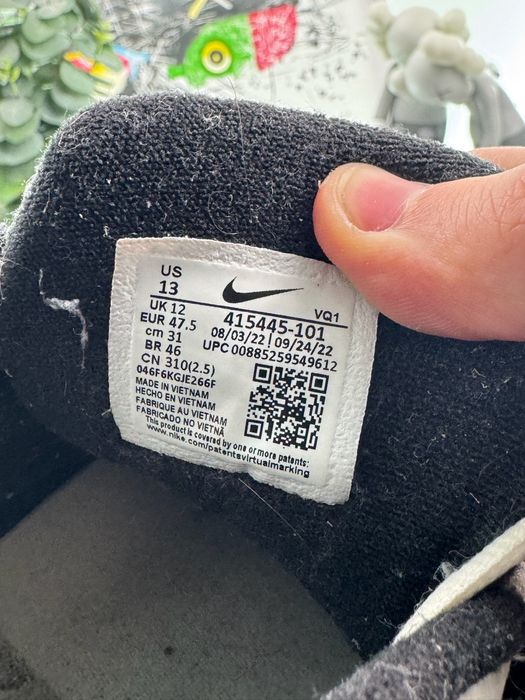 US
13
UK 12
EUR 47.5
cm 31
BR 46
CN 310(2.5)
046F6KGJE266F
VQ1
415445-101
08/03/22 | 09/24/22
UPC 00885259549612
MADE IN VIETNAM
HECHO EN VIETNAM
FABRIQUE AU VIETNAM
FABRICADO NO VIETNÃ
This product is covered by one or more patents:
www.nike.com/patentsvirtualmarking